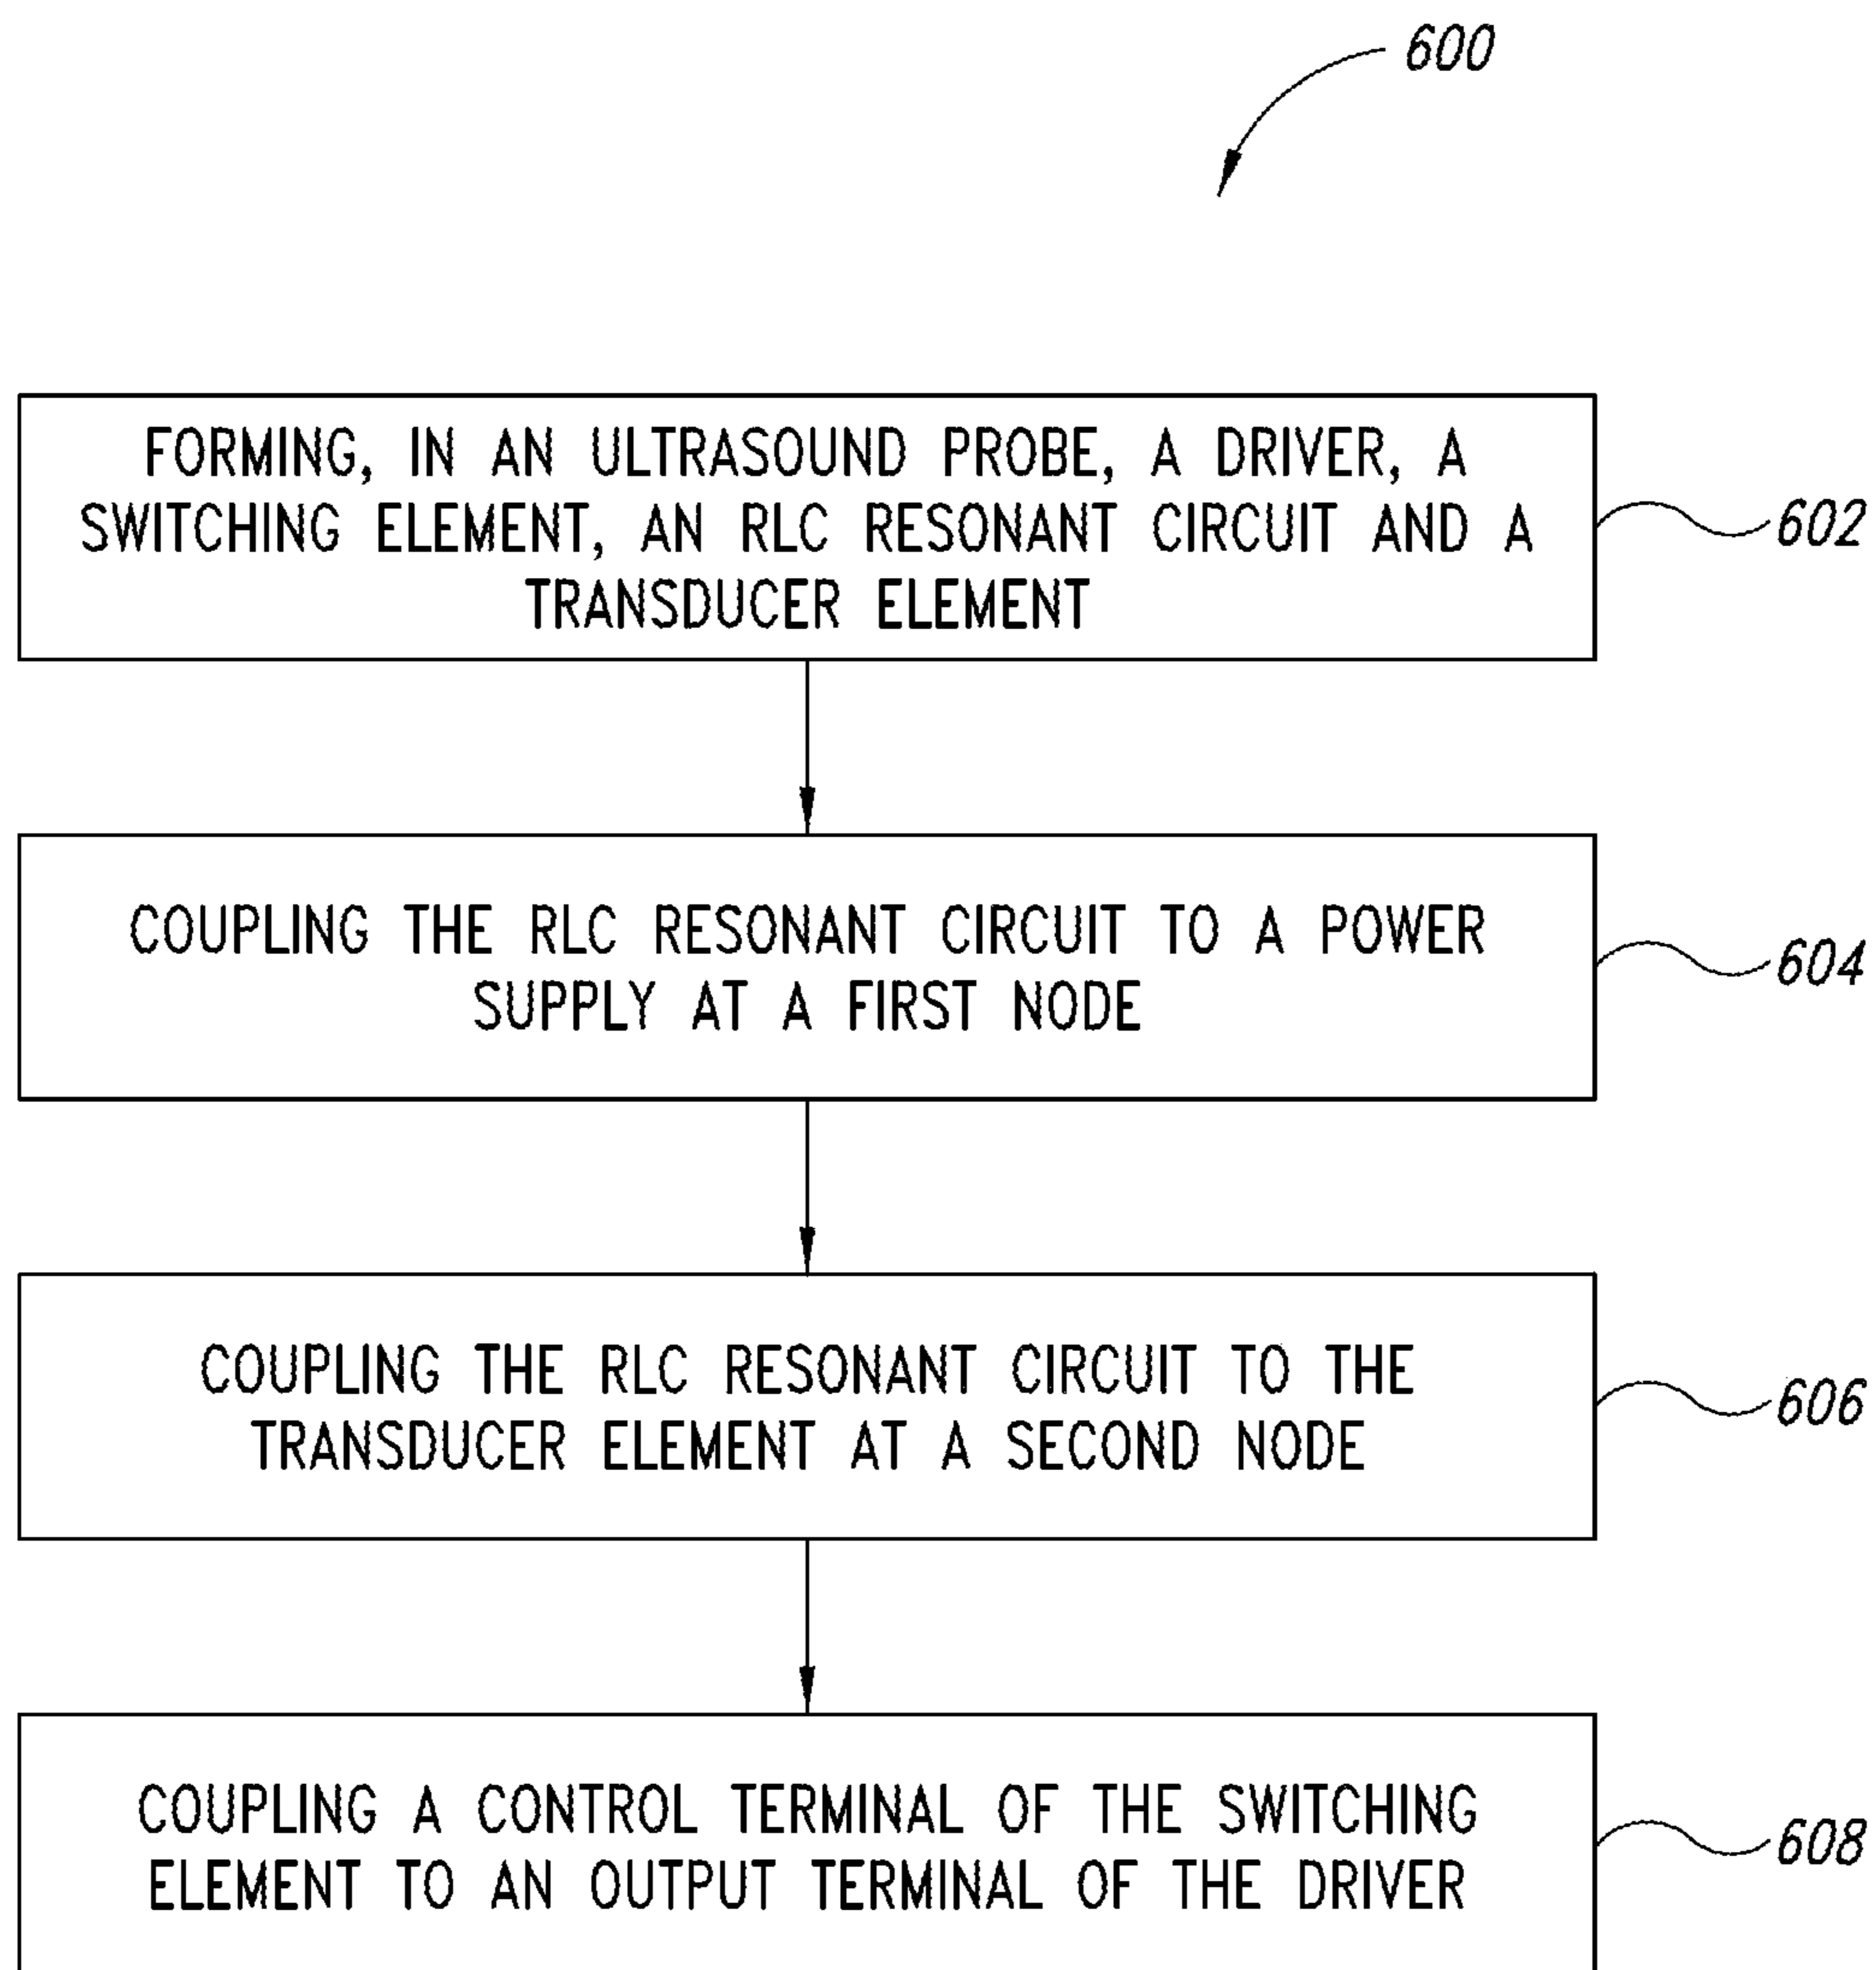 600
FORMING, IN AN ULTRASOUND PROBE, A DRIVER, A
SWITCHING ELEMENT, AN RLC RESONANT CIRCUIT AND A
TRANSDUCER ELEMENT
602
COUPLING THE RLC RESONANT CIRCUIT TO A POWER
SUPPLY AT A FIRST NODE
604
COUPLING THE RLC RESONANT CIRCUIT TO THE
TRANSDUCER ELEMENT AT A SECOND NODE
606
COUPLING A CONTROL TERMINAL OF THE SWITCHING
ELEMENT TO AN OUTPUT TERMINAL OF THE DRIVER
608